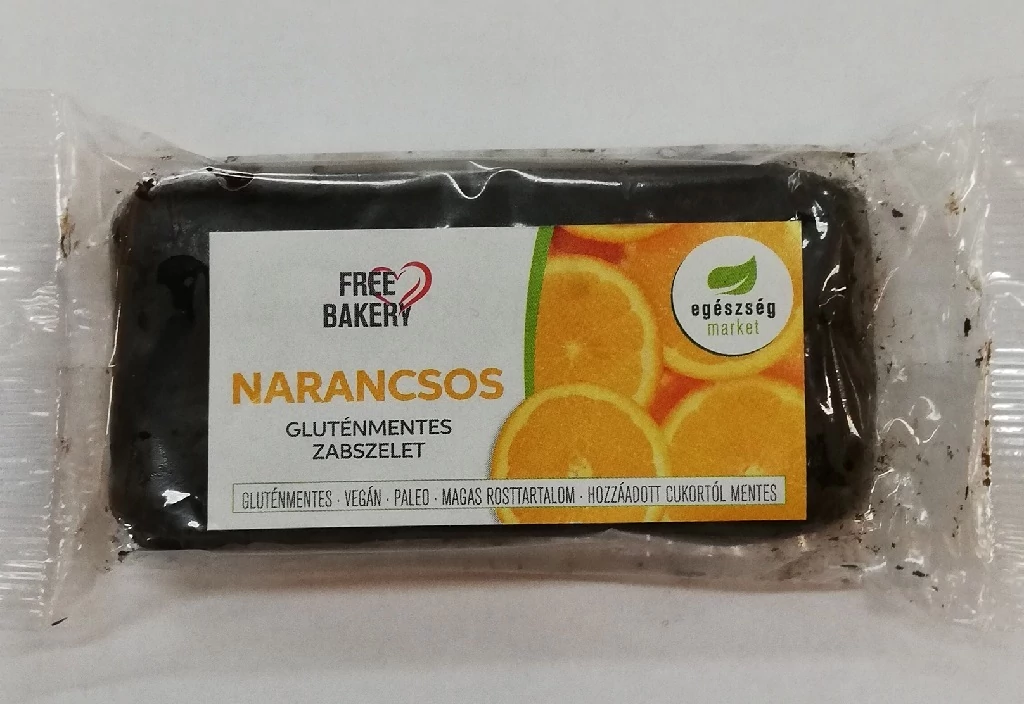 FREE
BAKERY
egészség
market
NARANCSOS
GLUTÉNMENTES
ZABSZELET
GLUTÉNMENTES · VEGÁN · PALEO · MAGAS ROSTTARTALOM · HOZZÁADOTT CUKORTÓL MENTES